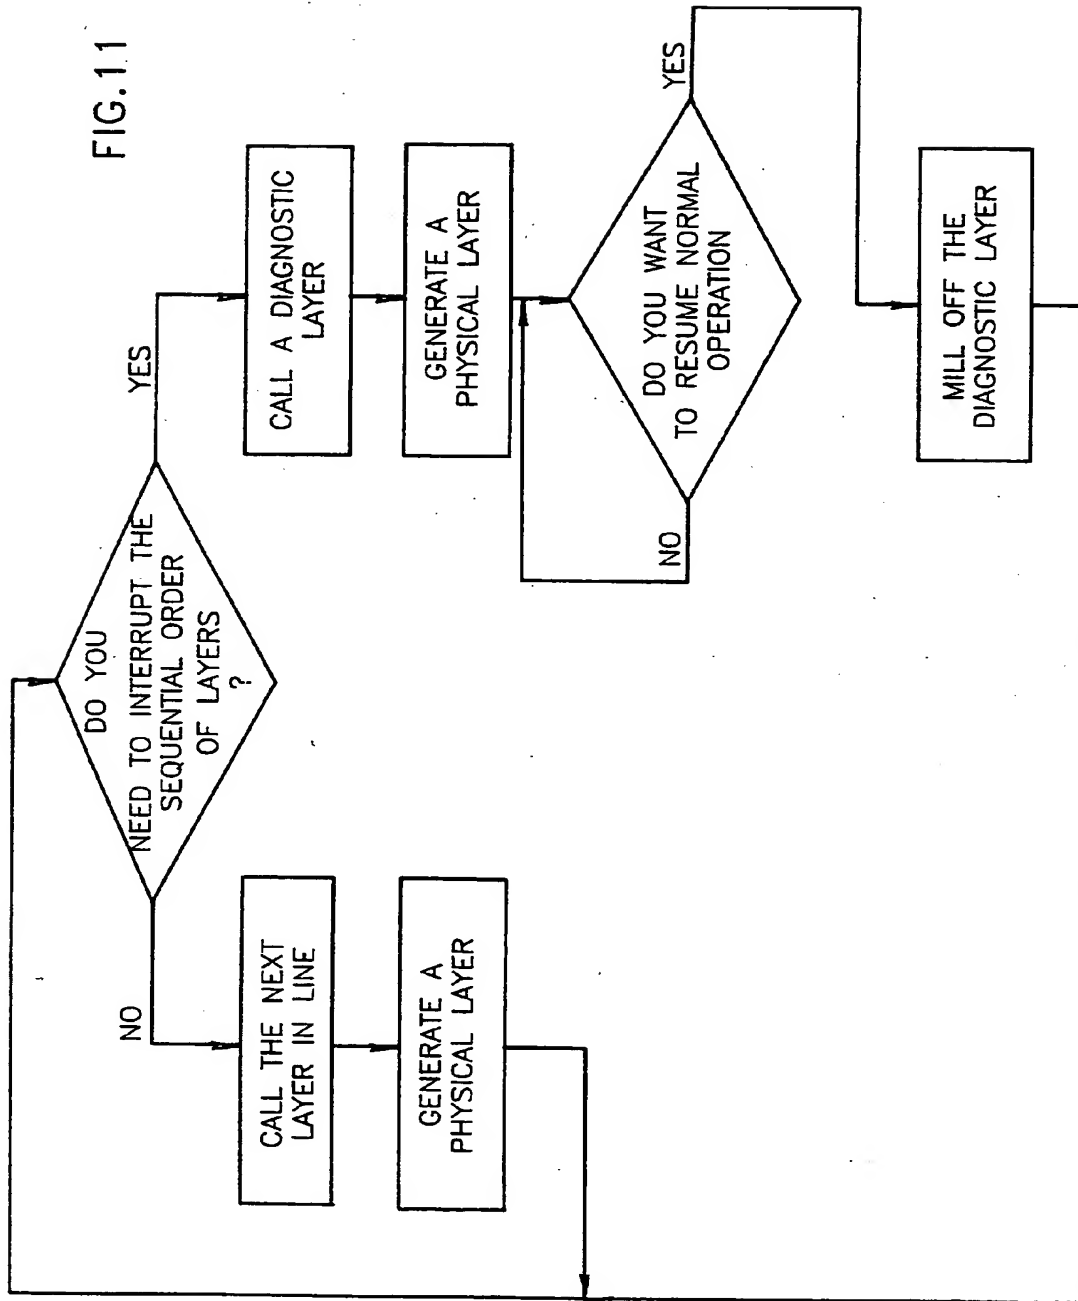 FIG.11
DO YOU
NEED TO INTERRUPT THE
SEQUENTIAL ORDER
OF LAYERS
?
NO
YES
CALL THE NEXT
LAYER IN LINE
GENERATE A
PHYSICAL LAYER
CALL A DIAGNOSTIC
LAYER
GENERATE A
PHYSICAL LAYER
DO YOU WANT
TO RESUME NORMAL
OPERATION
NO
YES
MILL OFF THE
DIAGNOSTIC LAYER